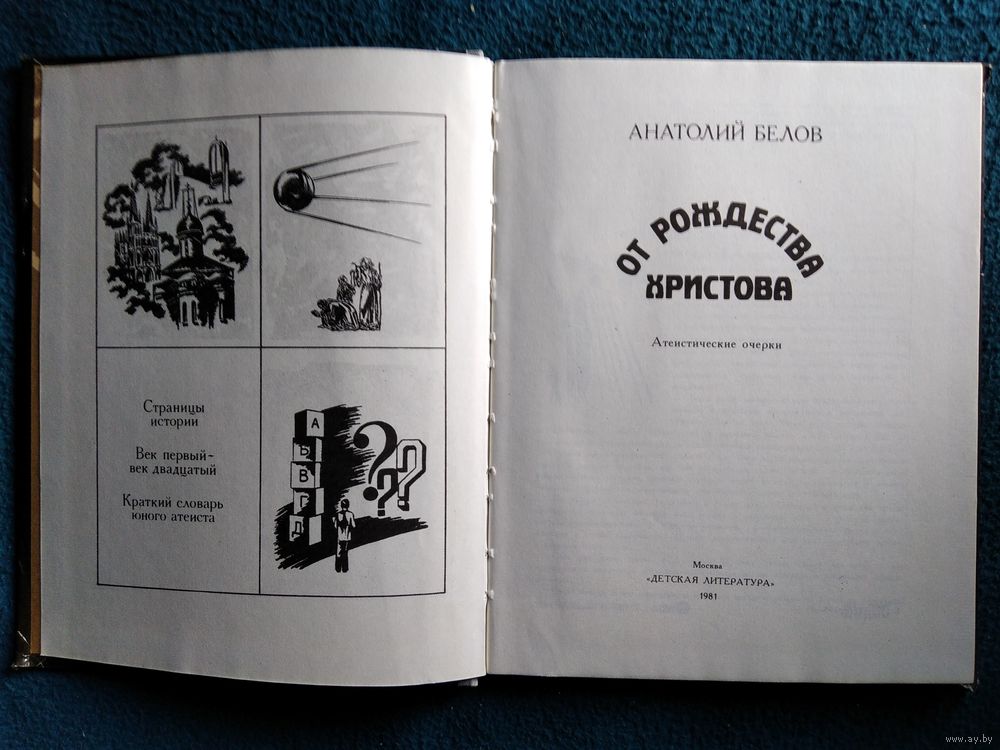 А
Б
В
Г
Д
Страницы
истории
Век первый-
век двадцатый
Краткий словарь
юного атеиста
АНАТОЛИЙ БЕЛОВ
ОТ РОЖДЕСТВА
ХРИСТОВА
Атеистические очерки
Москва
«ДЕТСКАЯ ЛИТЕРАТУРА»
1981
www.ay.by